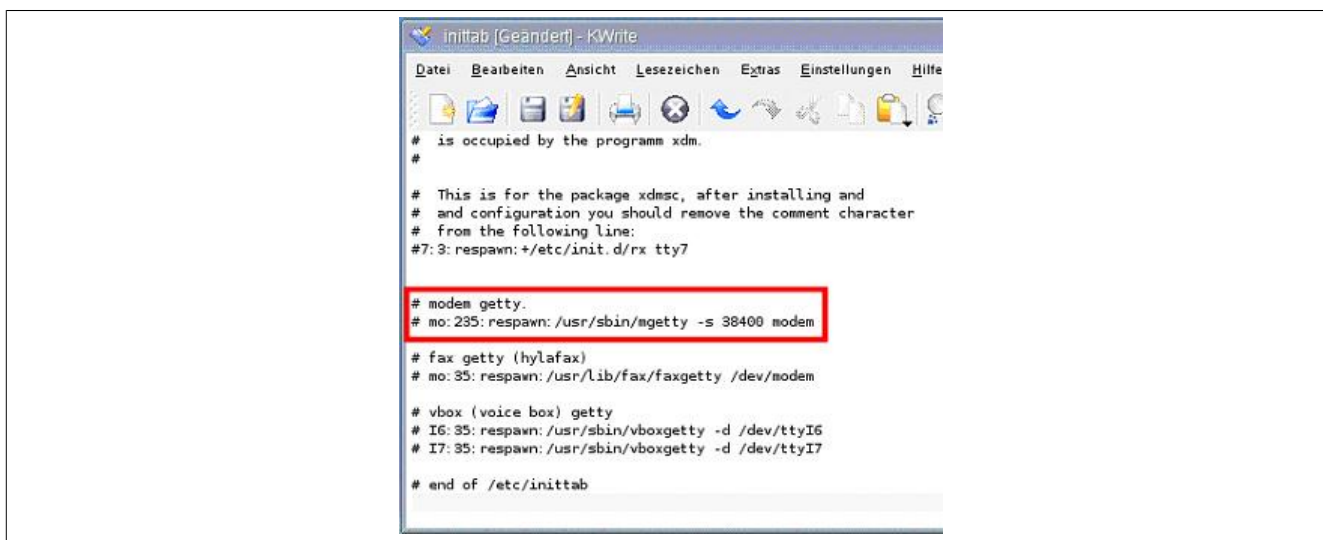 inittab [Geändert] - KWrite
Datei Bearbeiten Ansicht Lesezeichen Extras Einstellungen Hilfe
# is occupied by the programm xdm.
#
# This is for the package xdmsc, after installing and
# and configuration you should remove the comment character
# from the following line:
#7:3:respawn:+/etc/init.d/rx tty7
# modem getty.
# mo:235:respawn:/usr/sbin/mgetty -s 38400 modem
# fax getty (hylafax)
# mo:35:respawn:/usr/lib/fax/faxgetty /dev/modem
# vbox (voice box) getty
# I6:35:respawn:/usr/sbin/vboxgetty -d /dev/ttyI6
# I7:35:respawn:/usr/sbin/vboxgetty -d /dev/ttyI7
# end of /etc/inittab